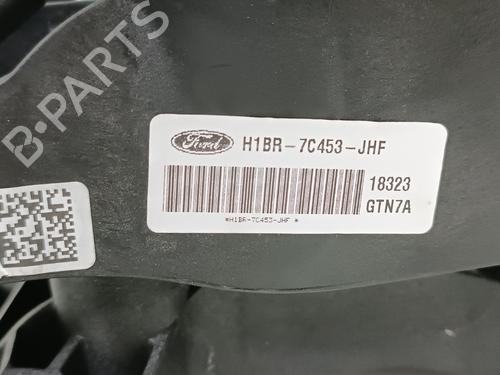 B-PARTS
Ford
H1BR-7C453-JHF
18323
GTN7A
*H1BR-7C453-JHF *